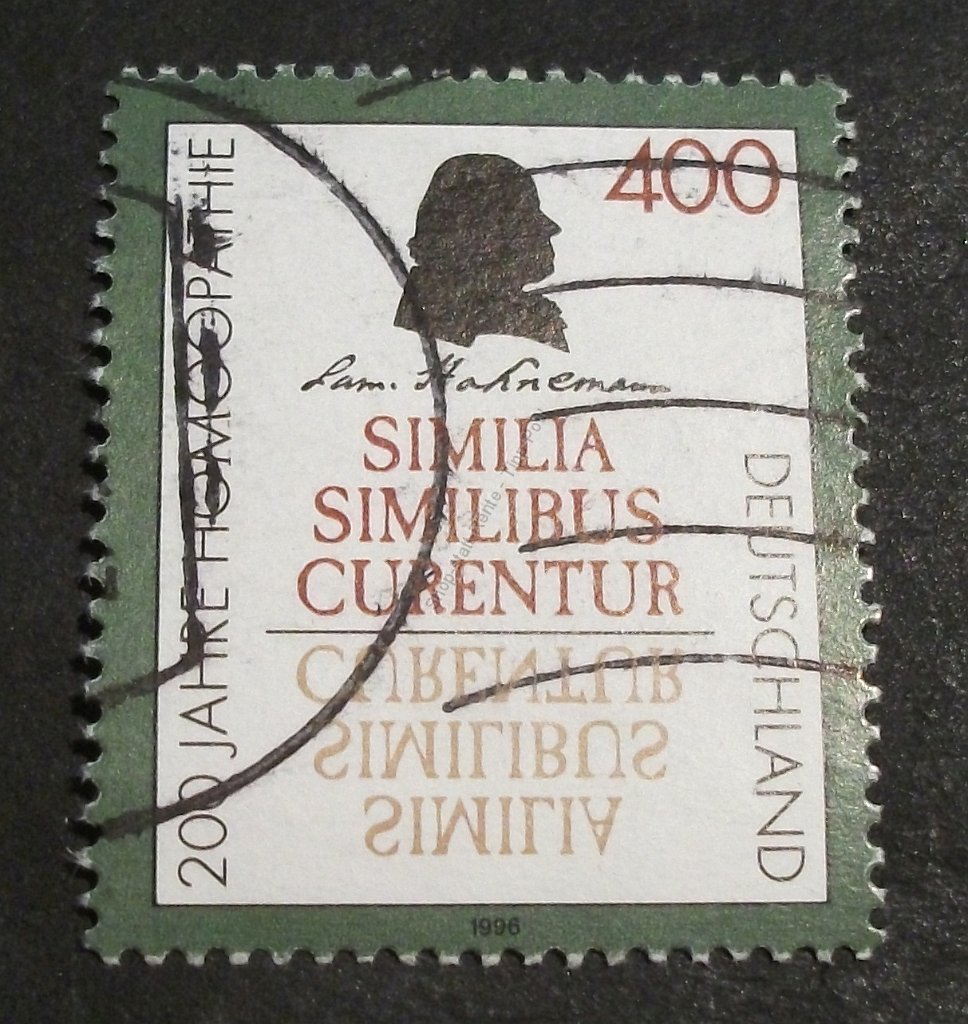 200 JAHRE HOMÖOPATHIE
400
Sam. Hahnemann
SIMILIA
SIMILIBUS
CURENTUR
CURENTUR
SIMILIBUS
SIMILIA
DEUTSCHLAND
1996